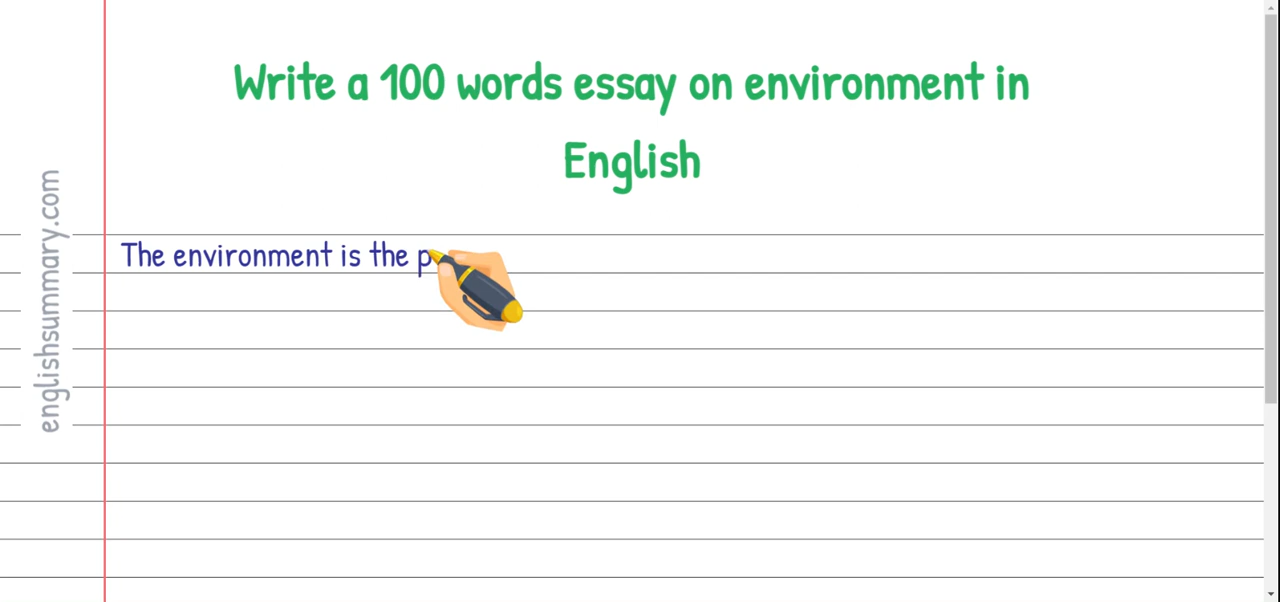 Write a 100 words essay on environment in
English
englishsummary.com
The environment is the p